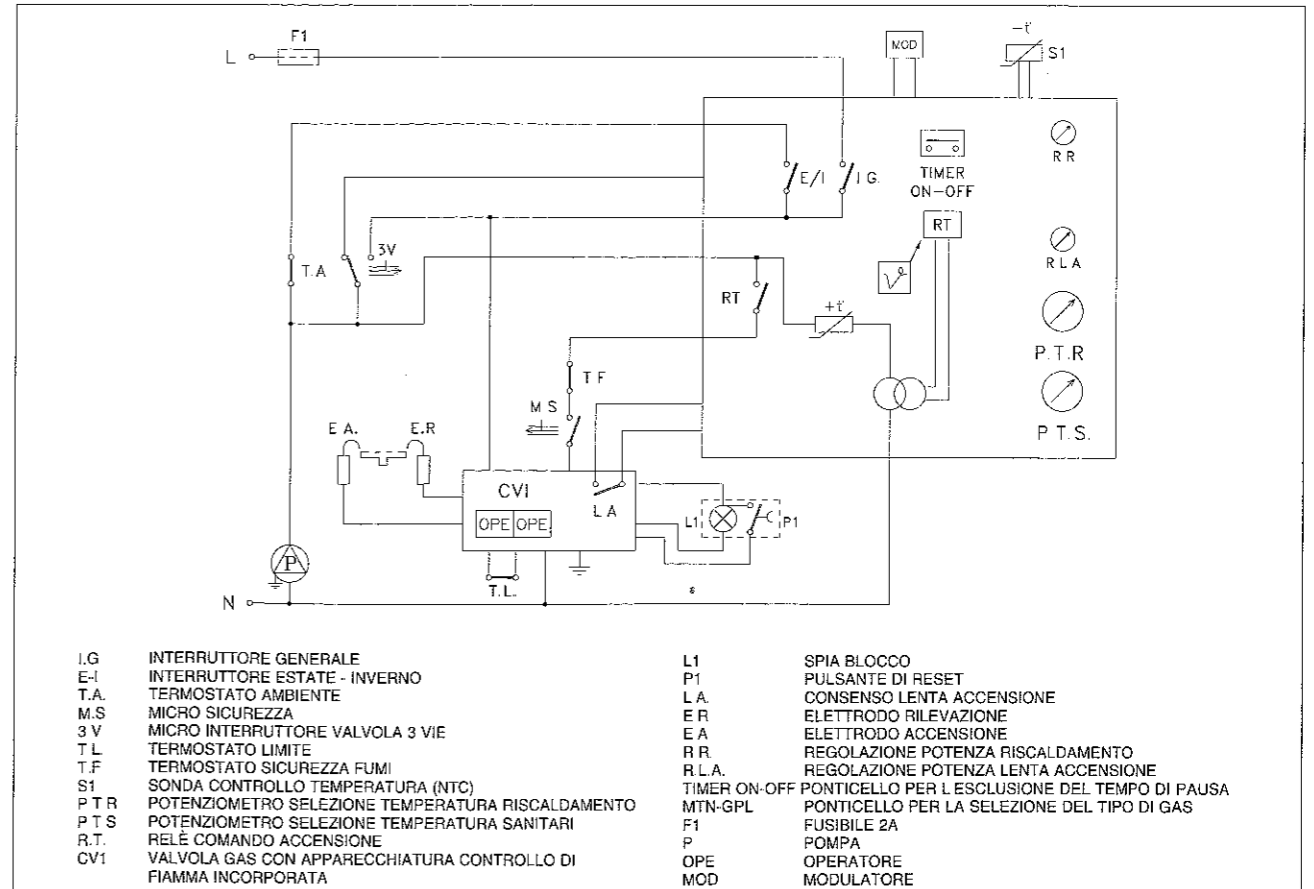 F1
L
MOD
-t
S1
R R
E/I
I G.
TIMER
ON-OFF
RT
3V
T.A
R L A
RT
+t
P.T.R
T F
M S
P T.S.
E A.
E.R
CVI
L A
OPE OPE
L1
P1
P
T.L.
N
I.G INTERRUTTORE GENERALE
E-I INTERRUTTORE ESTATE - INVERNO
T.A. TERMOSTATO AMBIENTE
M.S MICRO SICUREZZA
3 V MICRO INTERRUTTORE VALVOLA 3 VIE
T L TERMOSTATO LIMITE
T.F TERMOSTATO SICUREZZA FUMI
S1 SONDA CONTROLLO TEMPERATURA (NTC)
P T R POTENZIOMETRO SELEZIONE TEMPERATURA RISCALDAMENTO
P T S POTENZIOMETRO SELEZIONE TEMPERATURA SANITARI
R.T. RELÈ COMANDO ACCENSIONE
CV1 VALVOLA GAS CON APPARECCHIATURA CONTROLLO DI
FIAMMA INCORPORATA
L1 SPIA BLOCCO
P1 PULSANTE DI RESET
L A. CONSENSO LENTA ACCENSIONE
E R ELETTRODO RILEVAZIONE
E A ELETTRODO ACCENSIONE
R R. REGOLAZIONE POTENZA RISCALDAMENTO
R.L.A. REGOLAZIONE POTENZA LENTA ACCENSIONE
TIMER ON-OFF PONTICELLO PER L ESCLUSIONE DEL TEMPO DI PAUSA
MTN-GPL PONTICELLO PER LA SELEZIONE DEL TIPO DI GAS
F1 FUSIBILE 2A
P POMPA
OPE OPERATORE
MOD MODULATORE